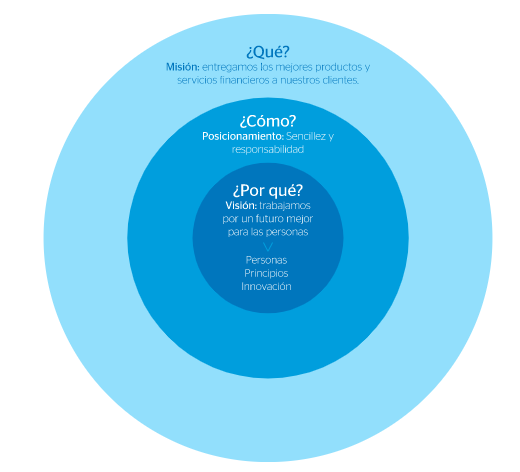 ¿Qué?
Misión: entregamos los mejores productos y
servicios financieros a nuestros clientes.
¿Cómo?
Posicionamiento: Sencillez y
responsabilidad
¿Por qué?
Visión: trabajamos
por un futuro mejor
para las personas
Personas
Principios
Innovación